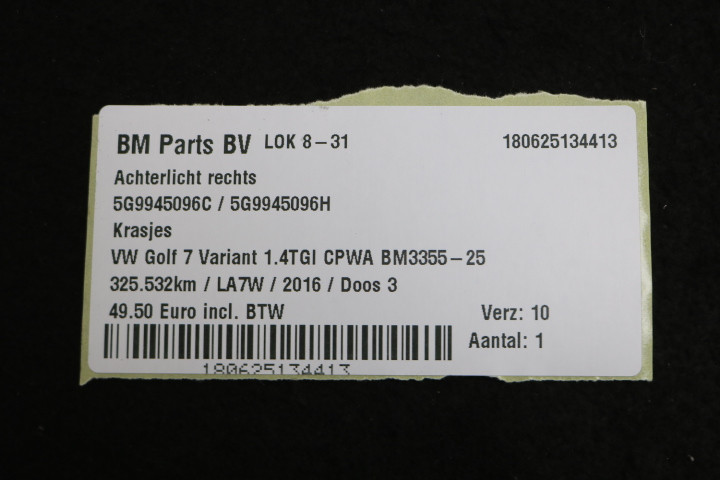 BM Parts BV LOK 8-31 180625134413
Achterlicht rechts
5G9945096C / 5G9945096H
Krasjes
VW Golf 7 Variant 1.4TGI CPWA BM3355-25
325.532km / LA7W / 2016 / Doos 3
49.50 Euro incl. BTW Verz: 10
Aantal: 1
180625134413